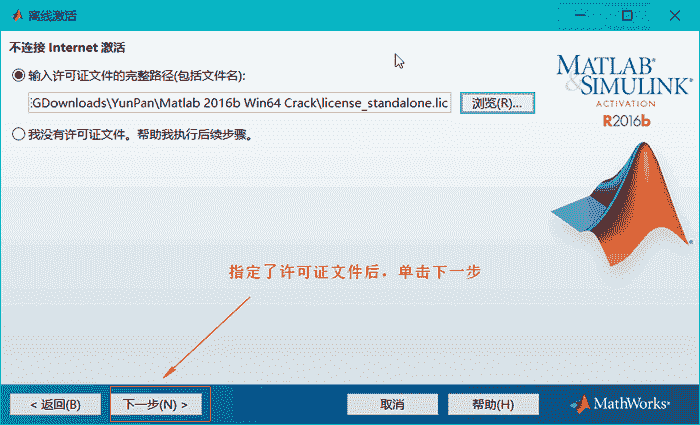 离线激活
不连接 Internet 激活
输入许可证文件的完整路径(包括文件名):
GDownloads\YunPan\Matlab 2016b Win64 Crack\license_standalone.lic
浏览(R)...
我没有许可证文件。帮助我执行后续步骤。
MATLAB®
&SIMULINK®
ACTIVATION
R2016b
指定了许可证文件后，单击下一步
< 返回(B)
下一步(N) >
取消
帮助(H)
MathWorks®